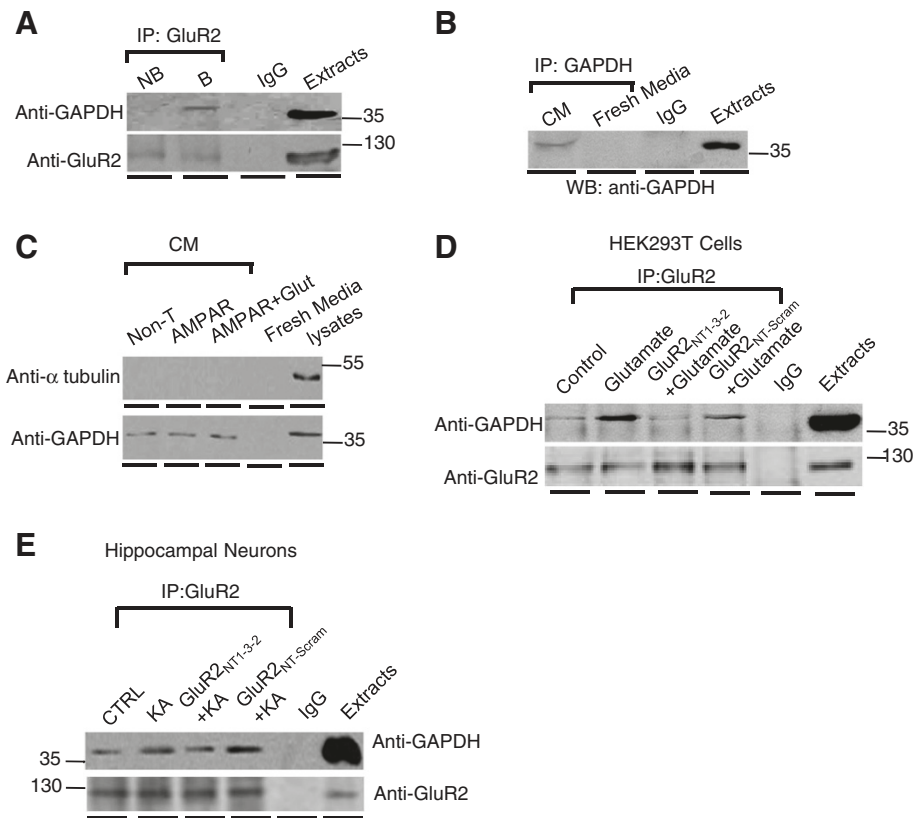 A
IP: GluR2
NB B IgG Extracts
Anti-GAPDH
35
130
Anti-GluR2
B
IP: GAPDH
CM Fresh Media IgG Extracts
35
WB: anti-GAPDH
C
CM
Non-T AMPAR AMPAR+Glut Fresh Media lysates
55
Anti-α tubulin
Anti-GAPDH
35
D
HEK293T Cells
IP:GluR2
Control Glutamate GluR2NT1-3-2 +Glutamate GluR2NT-Scram +Glutamate IgG Extracts
Anti-GAPDH
35
130
Anti-GluR2
E
Hippocampal Neurons
IP:GluR2
CTRL KA GluR2NT1-3-2 +KA GluR2NT-Scram +KA IgG Extracts
Anti-GAPDH
35
130
Anti-GluR2